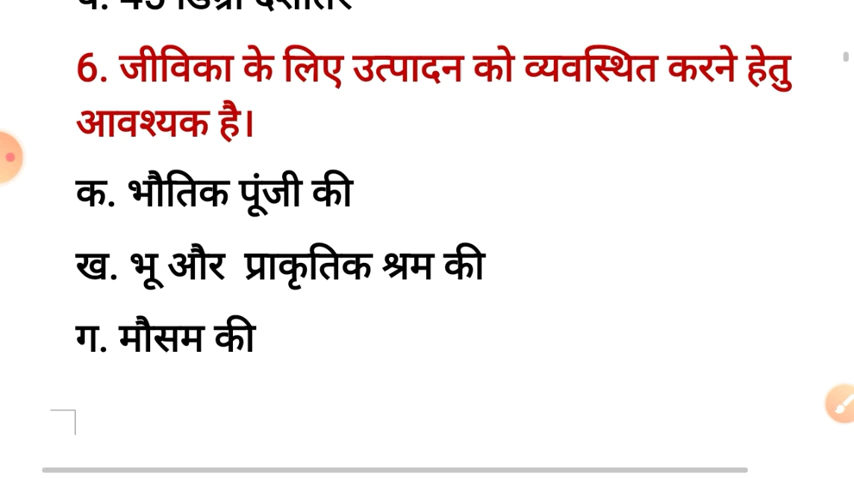 6. जीविका के लिए उत्पादन को व्यवस्थित करने हेतु
आवश्यक है।
क. भौतिक पूंजी की
ख. भू और प्राकृतिक श्रम की
ग. मौसम की